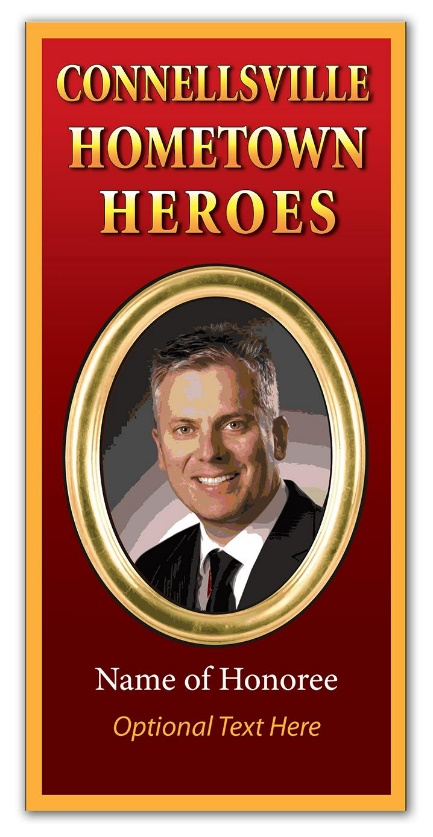 CONNELLSVILLE
HOMETOWN
HEROES
Name of Honoree
Optional Text Here